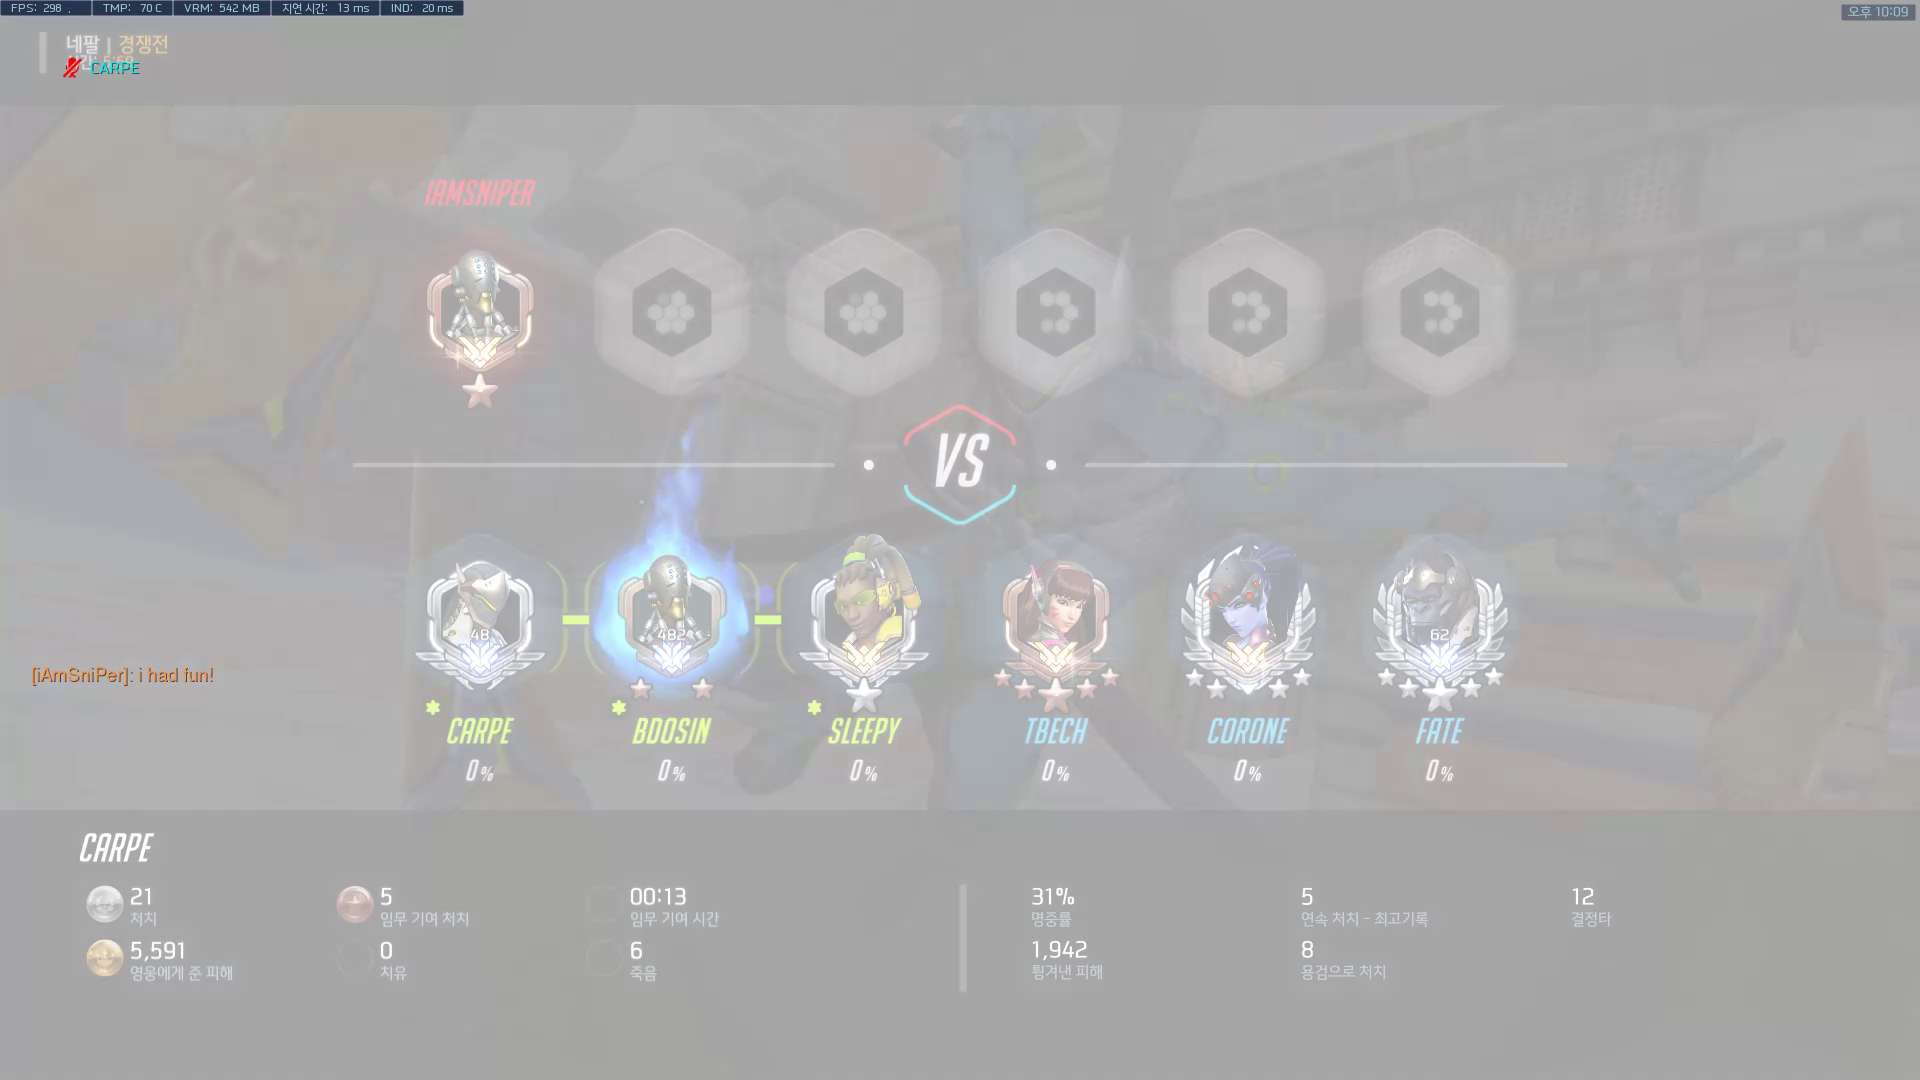 FPS: 298 TMP: 70 C VRM: 542 MB 지연 시간: 13 ms IND: 20 ms
오후 10:09
네팔 | 경쟁전
CARPE
IAMSNIPER
VS
48
482
62
[iAmSniPer]: i had fun!
CARPE BDOSIN SLEEPY TBECH CORONE FATE
0% 0% 0% 0% 0% 0%
CARPE
21 5 00:13 31% 5 12
처치 임무 기여 처치 임무 기여 시간 명중률 연속 처치 - 최고기록 결정타
5,591 0 6 1,942 8
영웅에게 준 피해 치유 죽음 튕겨낸 피해 용검으로 처치